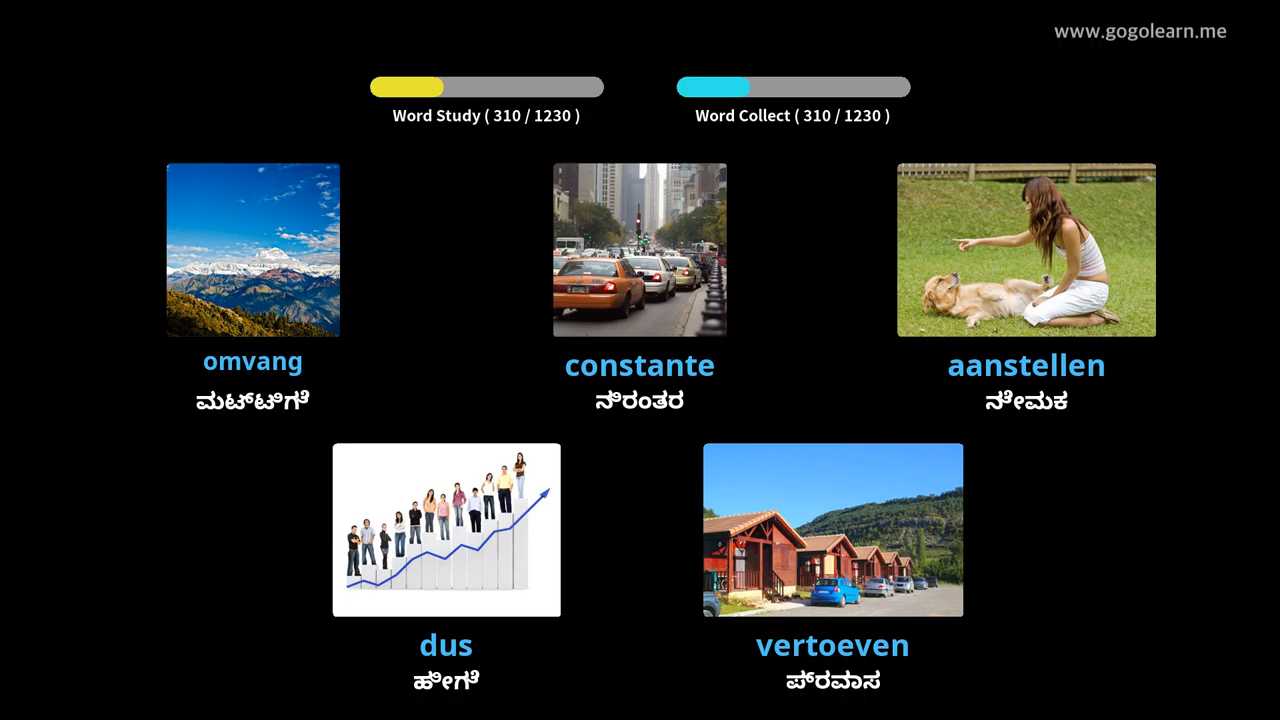 www.gogolearn.me
Word Study ( 310 / 1230 )
Word Collect ( 310 / 1230 )
omvang
ಮಟ್ಟಿಗೆ
constante
ನಿರಂತರ
aanstellen
ನೇಮಕ
dus
ಹೀಗೆ
vertoeven
ಪ್ರವಾಸ